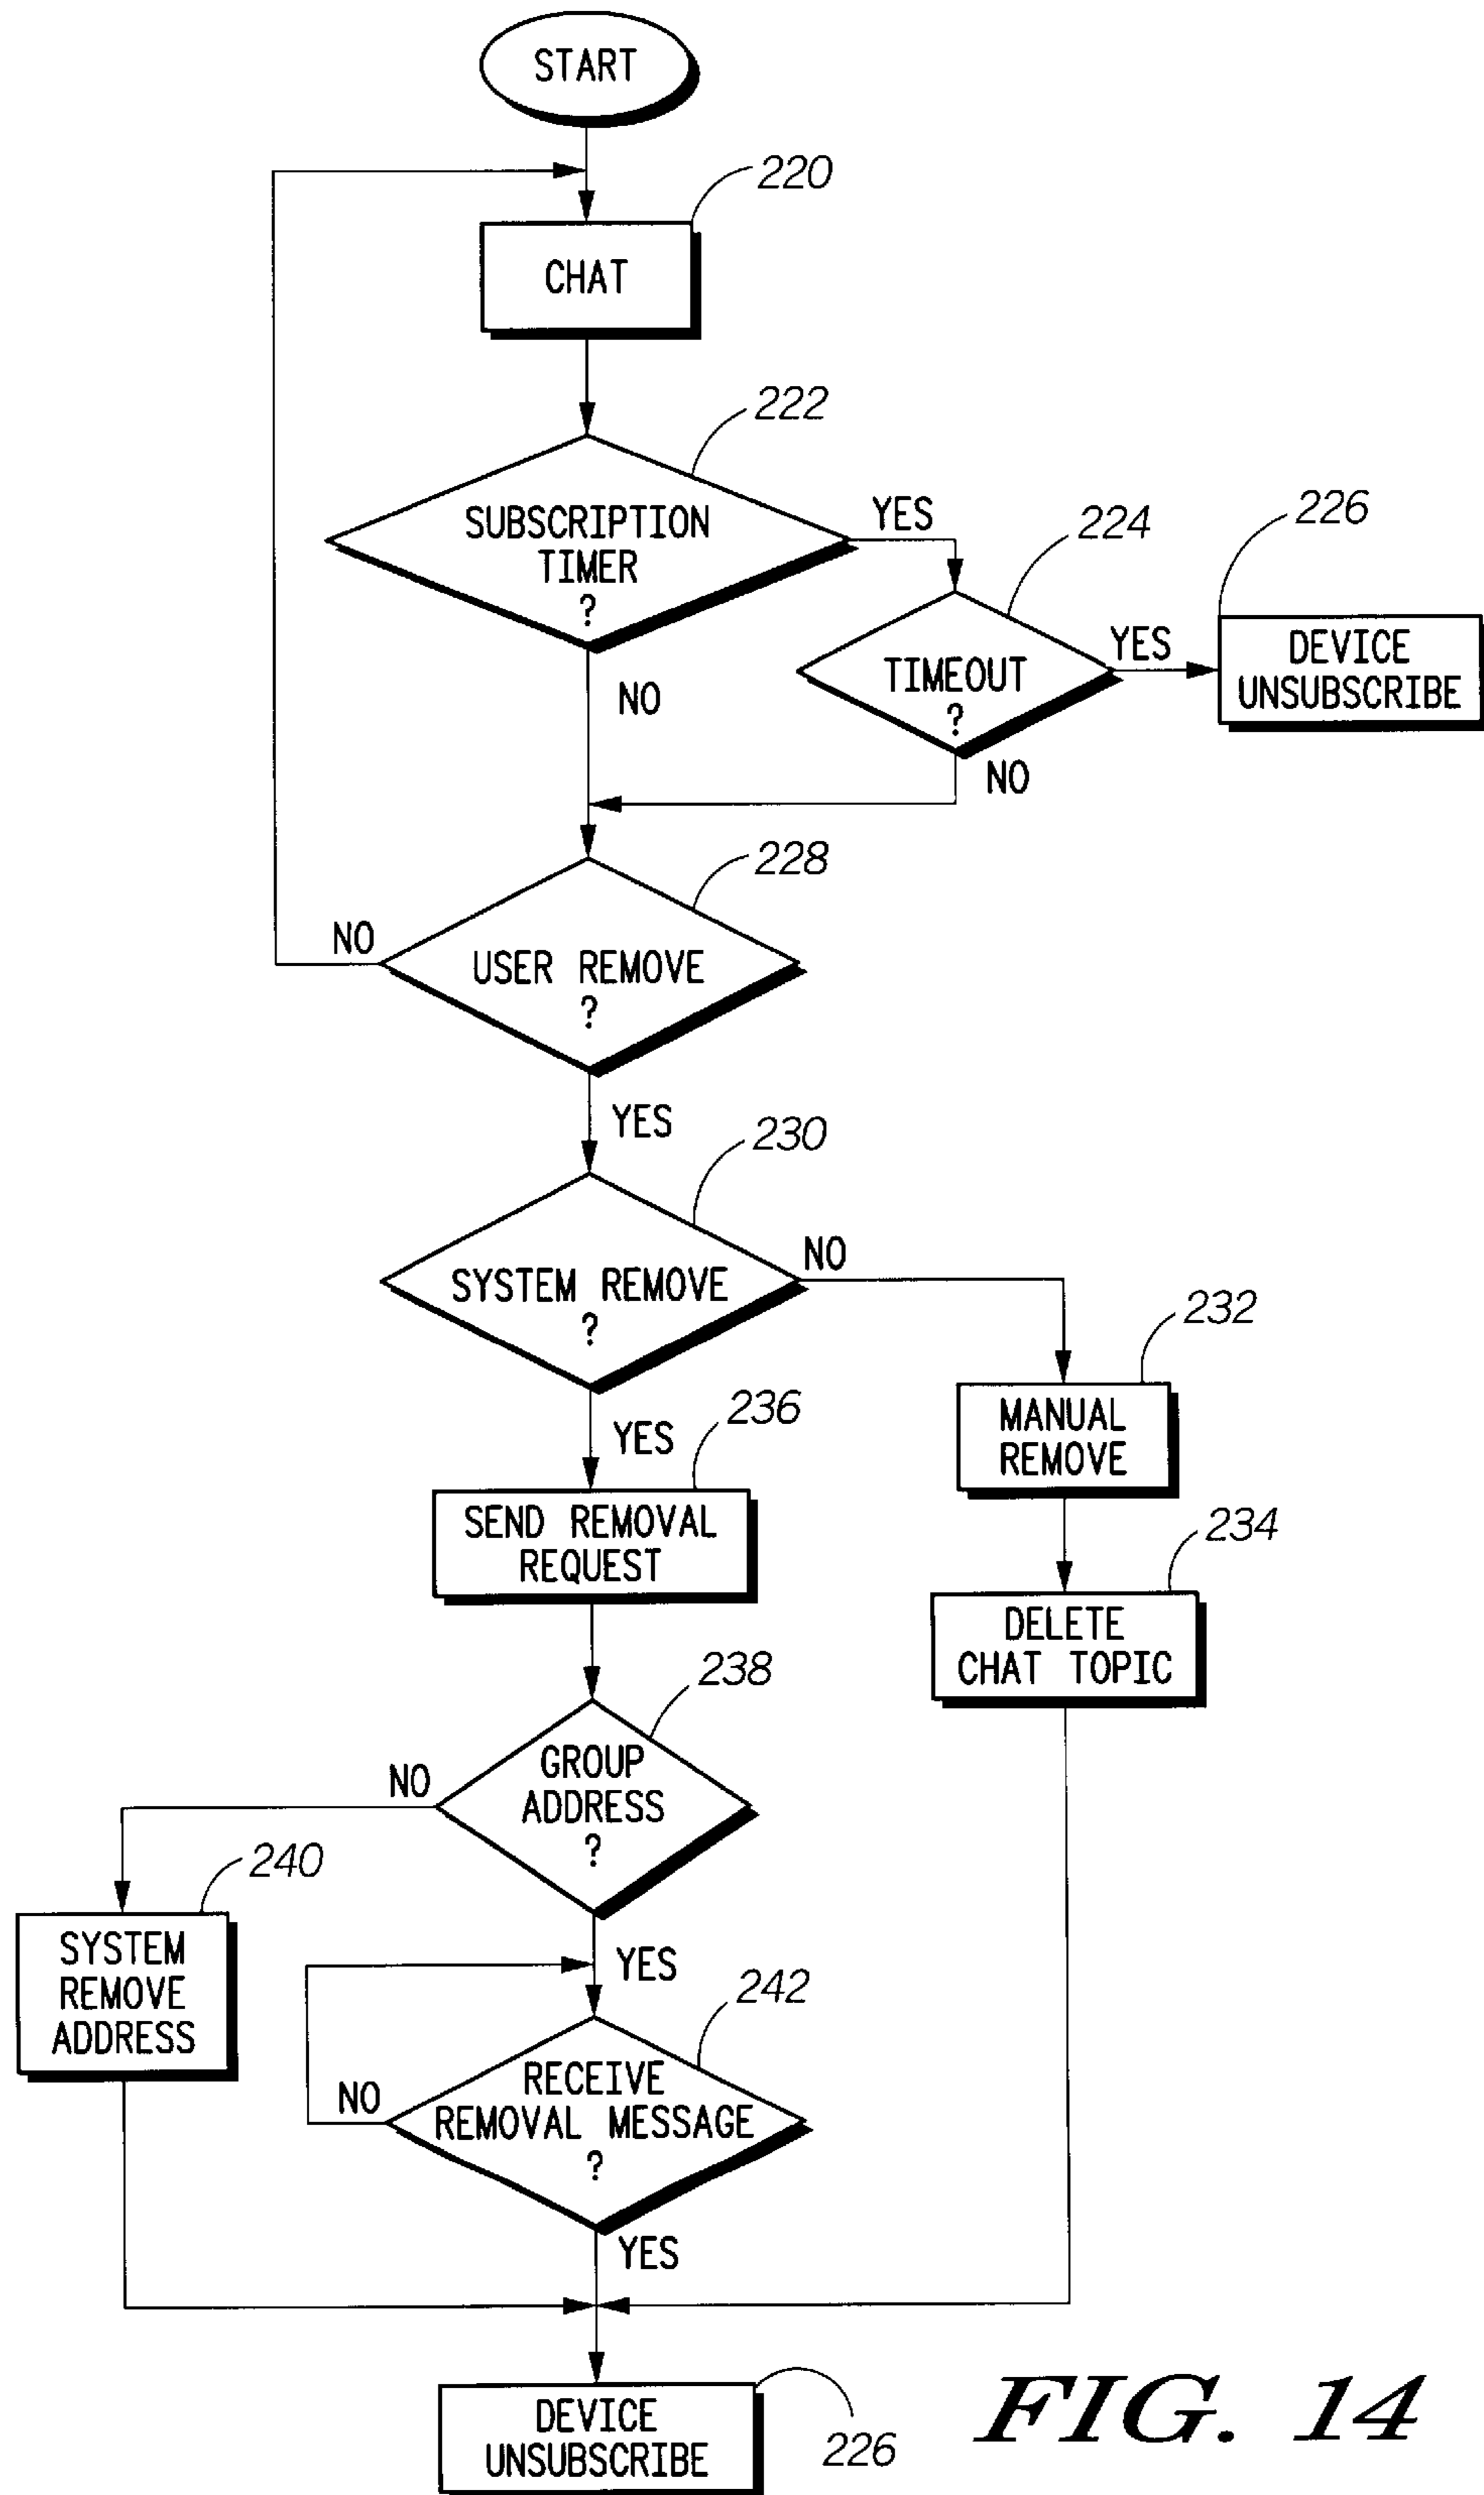 START
220
CHAT
222
SUBSCRIPTION
TIMER
?
YES
224
226
TIMEOUT
?
YES
DEVICE
UNSUBSCRIBE
NO
NO
228
USER REMOVE
?
NO
YES
230
SYSTEM REMOVE
?
NO
232
MANUAL
REMOVE
YES
236
SEND REMOVAL
REQUEST
234
DELETE
CHAT TOPIC
238
GROUP
ADDRESS
?
NO
240
SYSTEM
REMOVE
ADDRESS
YES
242
RECEIVE
REMOVAL MESSAGE
?
NO
YES
DEVICE
UNSUBSCRIBE
226
FIG. 14